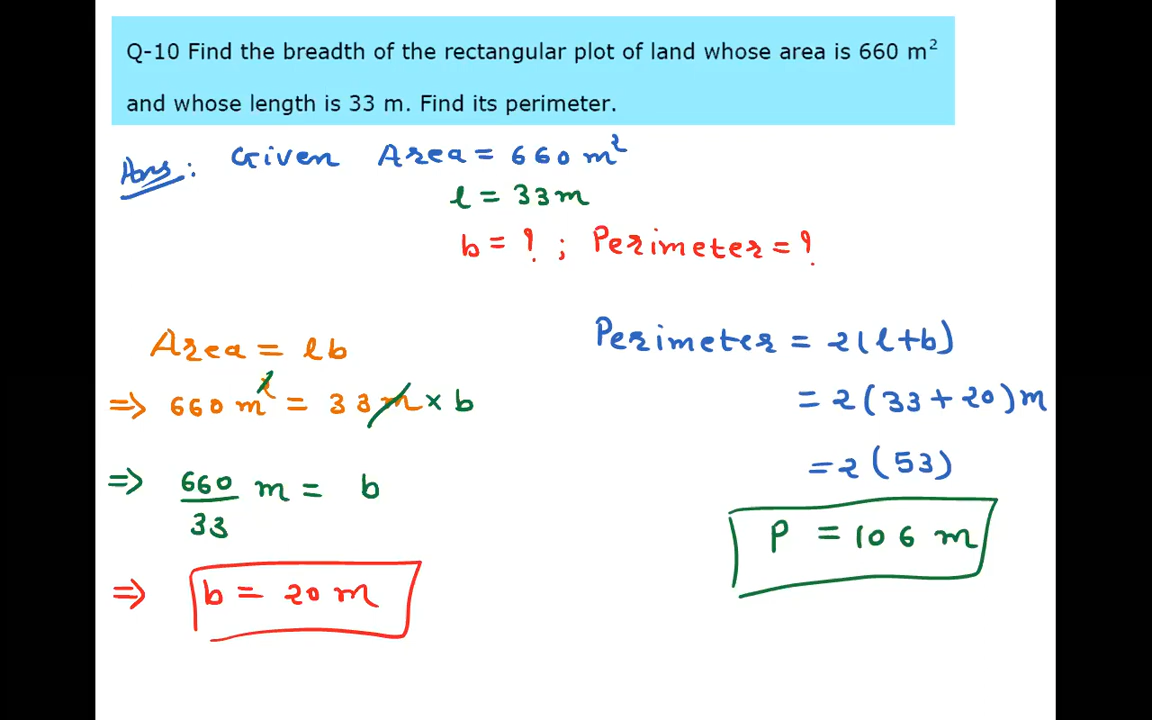 Q-10 Find the breadth of the rectangular plot of land whose area is 660 m²
and whose length is 33 m. Find its perimeter.
Ans: Given Area = 660 m²
l = 33 m
b = ? ; Perimeter = ?
Area = lb
⇒ 660 m² = 33 m × b
⇒ 660/33 m = b
⇒ b = 20 m
Perimeter = 2(l+b)
= 2(33+20)m
= 2(53)
P = 106 m